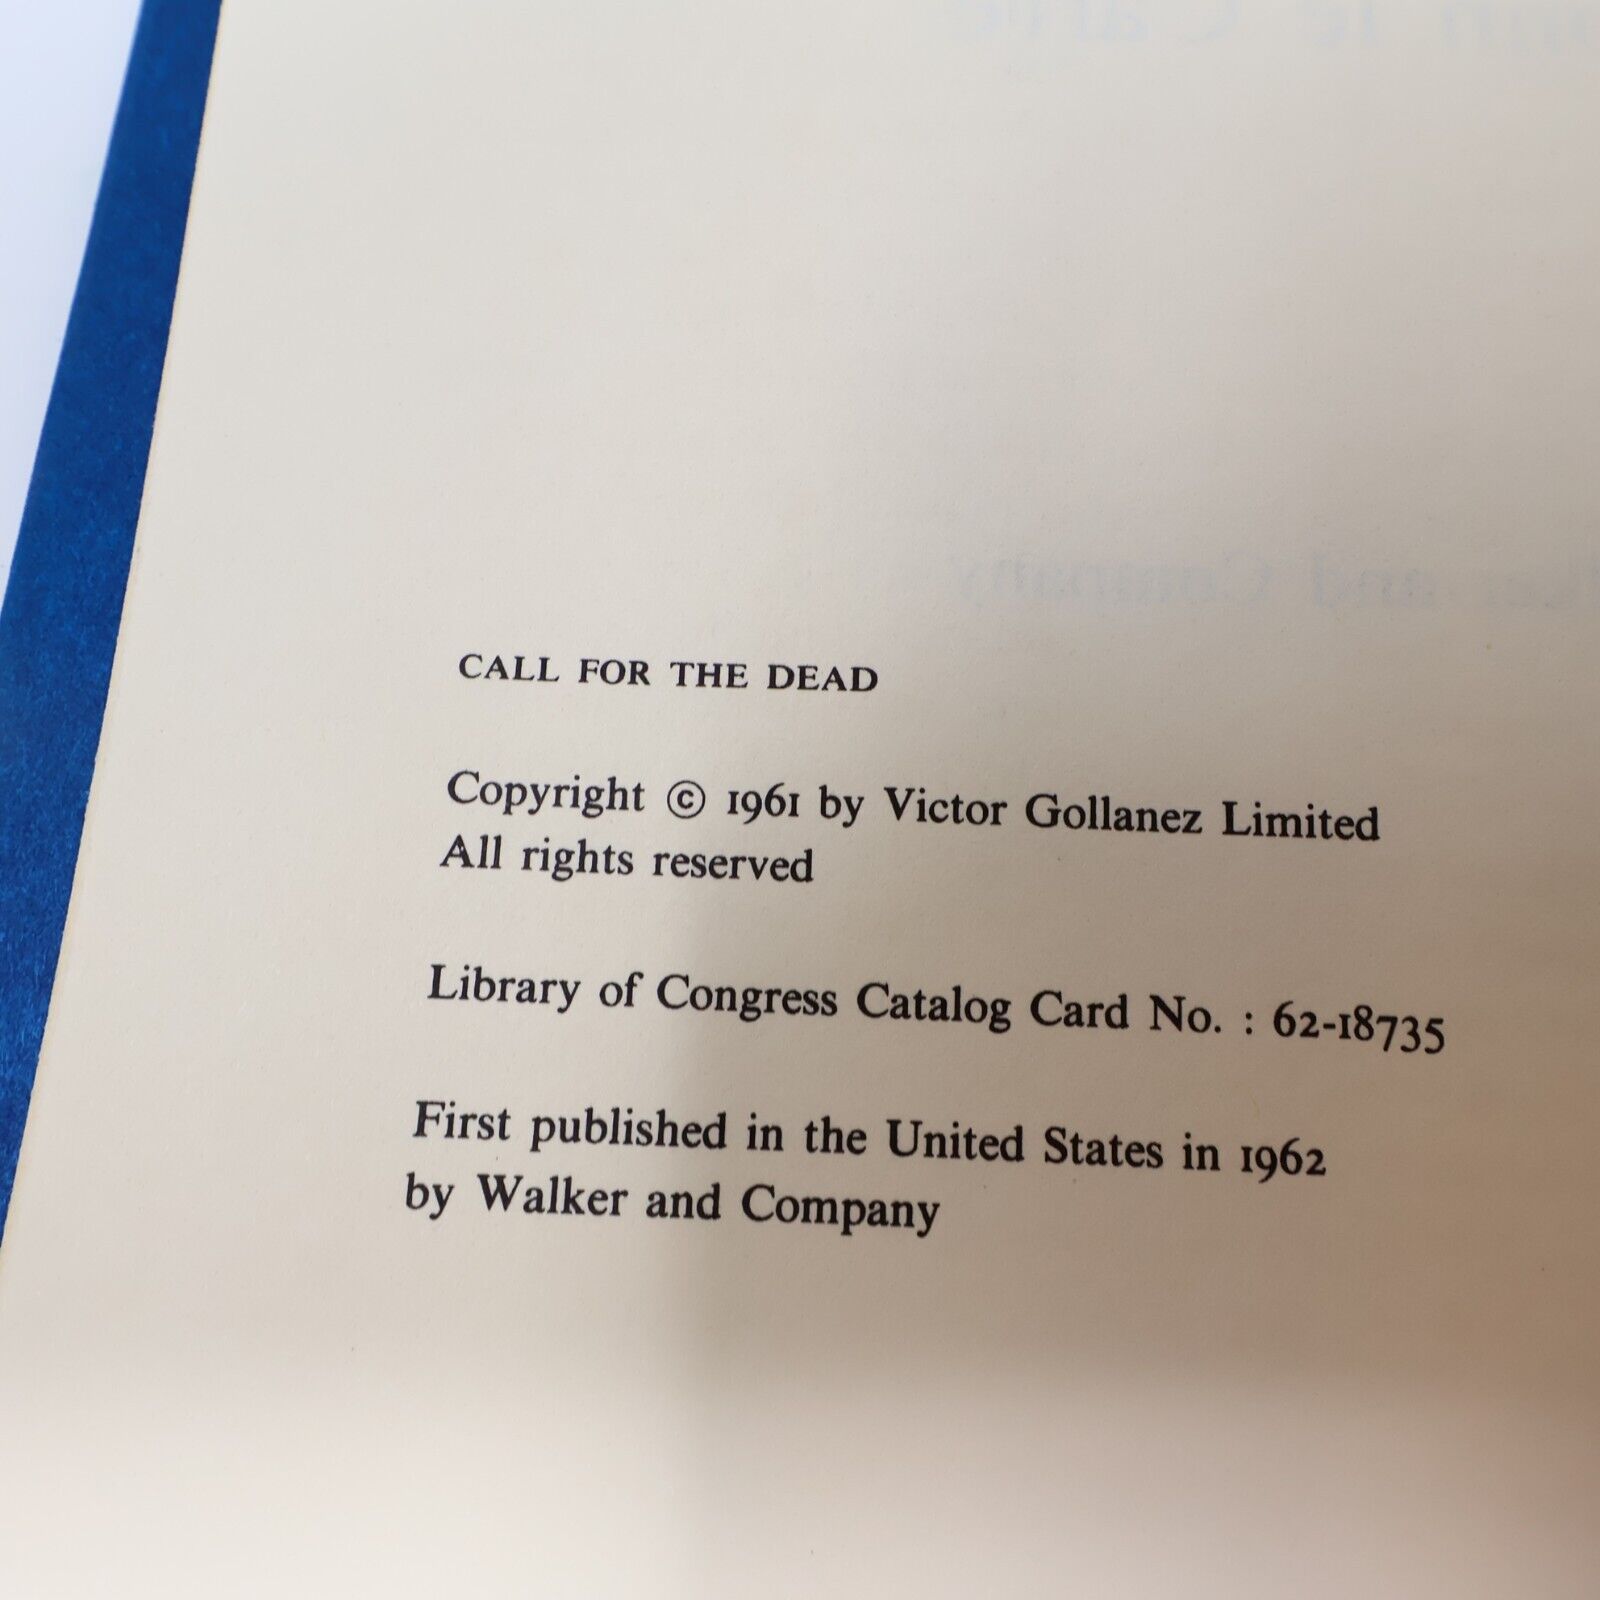 CALL FOR THE DEAD
Copyright © 1961 by Victor Gollanez Limited
All rights reserved
Library of Congress Catalog Card No. : 62-18735
First published in the United States in 1962
by Walker and Company